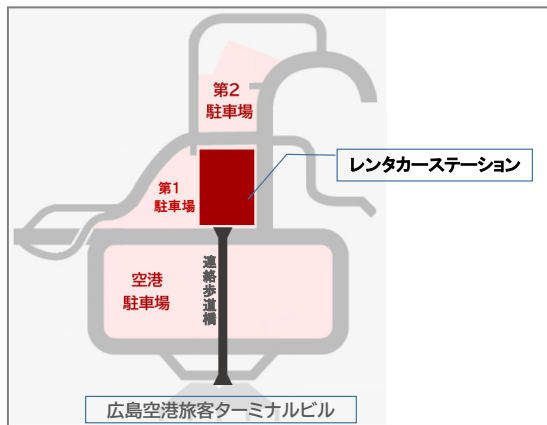 第2
駐車場
レンタカーステーション
第1
駐車場
連絡歩道橋
空港
駐車場
広島空港旅客ターミナルビル